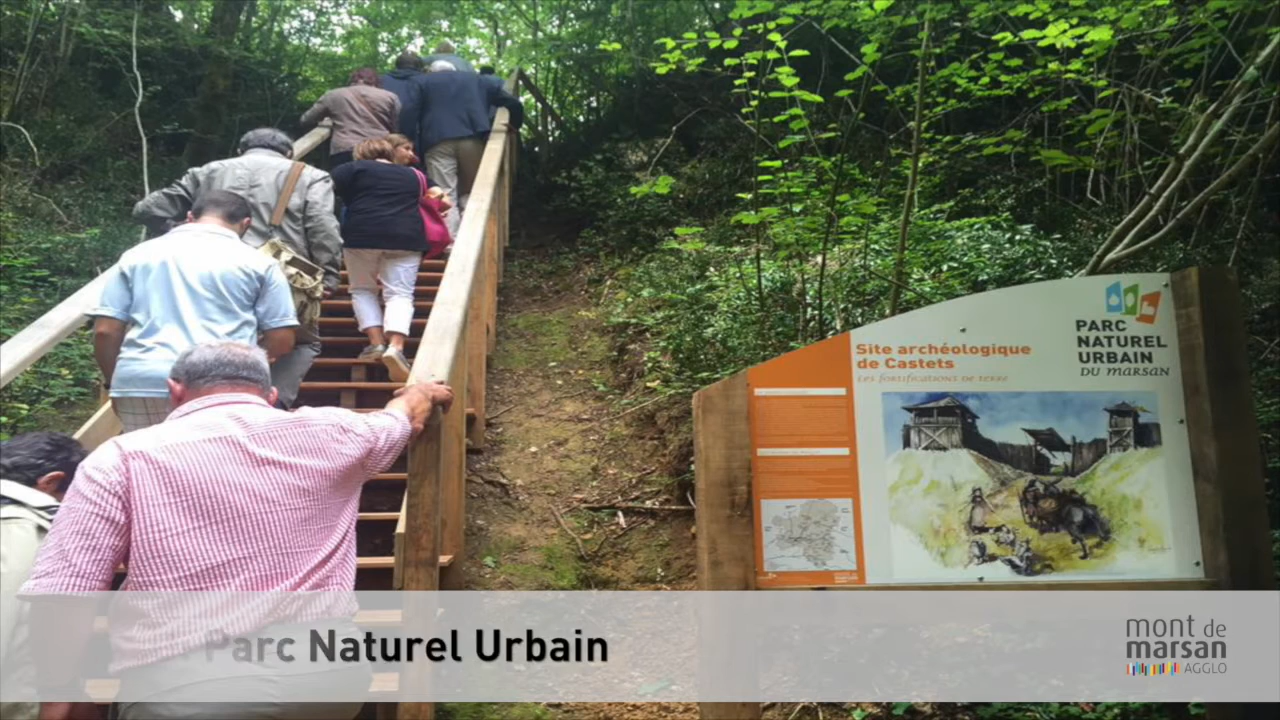 PARC
NATUREL
URBAIN
DU MARSAN
Site archéologique
de Castets
Les fortifications de terre
Parc Naturel Urbain
mont de
marsan
AGGLO